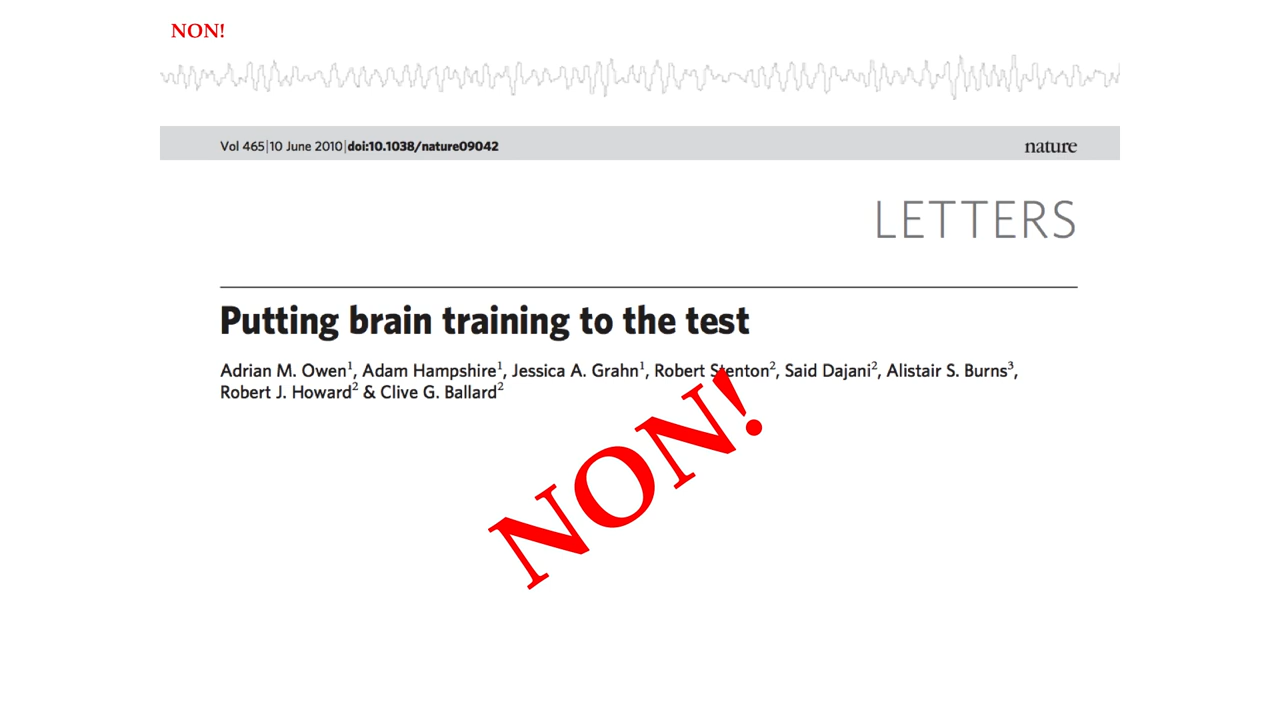 NON!
Vol 465|10 June 2010|doi:10.1038/nature09042 nature
LETTERS
Putting brain training to the test
Adrian M. Owen¹, Adam Hampshire¹, Jessica A. Grahn¹, Robert Stenton², Said Dajani², Alistair S. Burns³,
Robert J. Howard² & Clive G. Ballard²
NON!